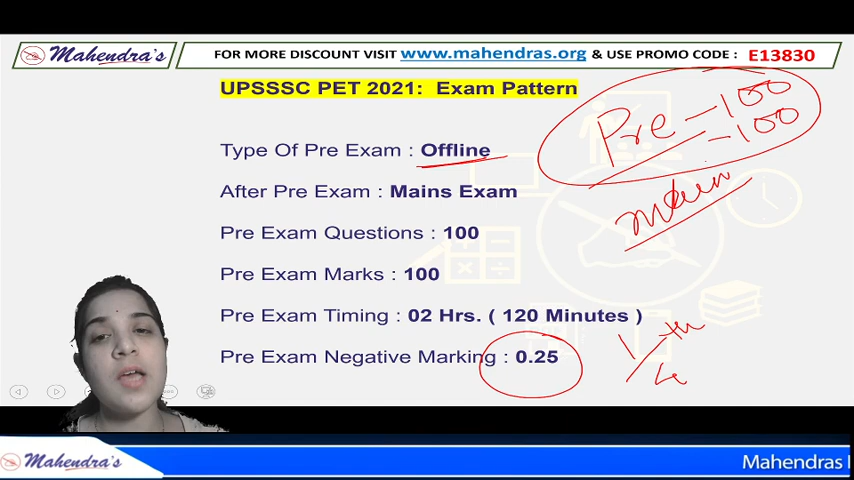 Mahendra's
FOR MORE DISCOUNT VISIT www.mahendras.org & USE PROMO CODE : E13830
UPSSSC PET 2021: Exam Pattern
Pre - 100
- 100
Type Of Pre Exam : Offline
After Pre Exam : Mains Exam
main
Pre Exam Questions : 100
Pre Exam Marks : 100
Pre Exam Timing : 02 Hrs. ( 120 Minutes )
Pre Exam Negative Marking : 0.25
1/4 th
Mahendra's
Mahendras